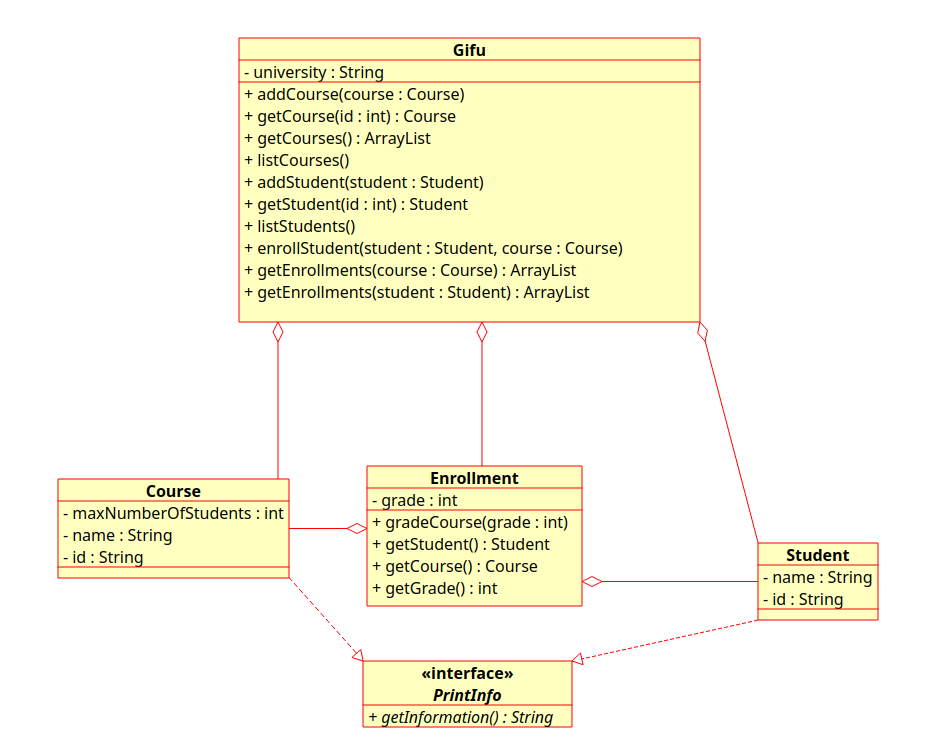 Gifu
- university : String
+ addCourse(course : Course)
+ getCourse(id : int) : Course
+ getCourses() : ArrayList
+ listCourses()
+ addStudent(student : Student)
+ getStudent(id : int) : Student
+ listStudents()
+ enrollStudent(student : Student, course : Course)
+ getEnrollments(course : Course) : ArrayList
+ getEnrollments(student : Student) : ArrayList
Course
- maxNumberOfStudents : int
- name : String
- id : String
Enrollment
- grade : int
+ gradeCourse(grade : int)
+ getStudent() : Student
+ getCourse() : Course
+ getGrade() : int
Student
- name : String
- id : String
«interface»
PrintInfo
+ getInformation() : String